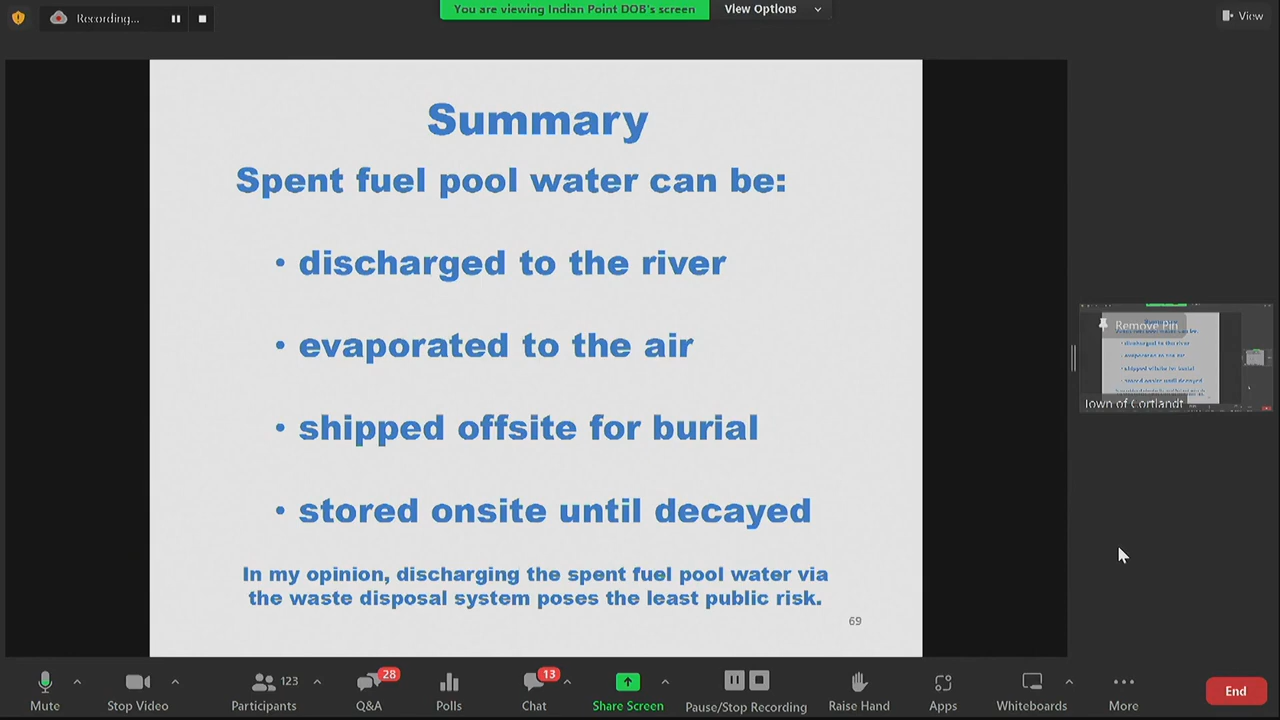 Recording...
You are viewing Indian Point DOB's screen
View Options
View
Summary
Spent fuel pool water can be:
• discharged to the river
• evaporated to the air
• shipped offsite for burial
• stored onsite until decayed
In my opinion, discharging the spent fuel pool water via
the waste disposal system poses the least public risk.
69
Remove Pin
Town of Cortlandt
Mute
Stop Video
Participants
123
Q&A
28
Polls
Chat
13
Share Screen
Pause/Stop Recording
Raise Hand
Apps
Whiteboards
More
End